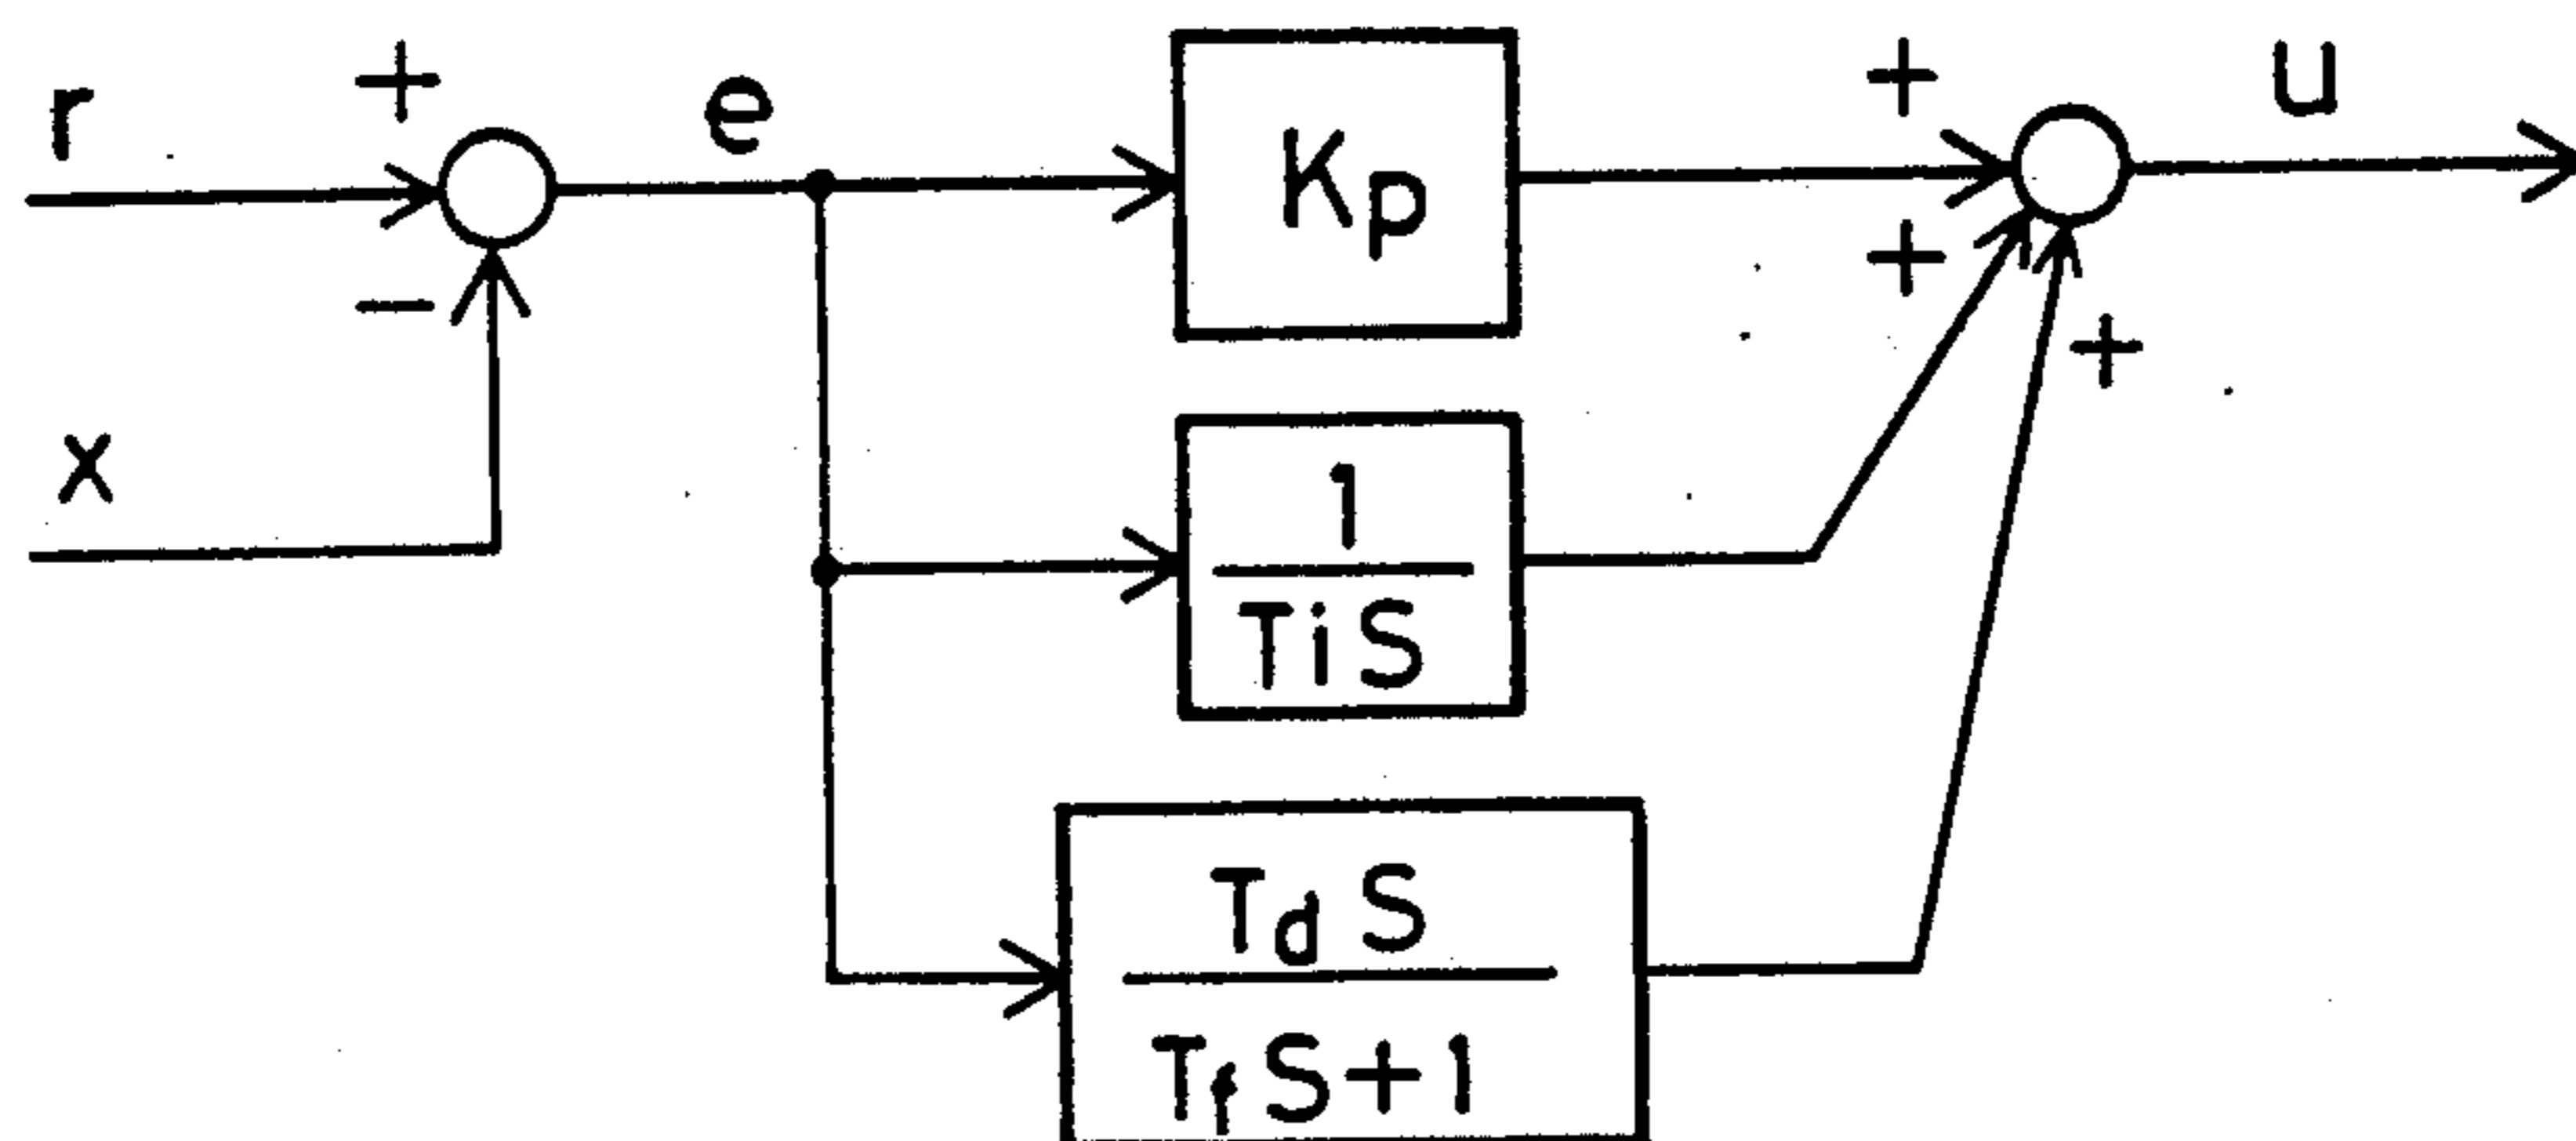 r
+
e
Kp
+
u
−
+
x
+
1
TiS
TdS
TfS+1